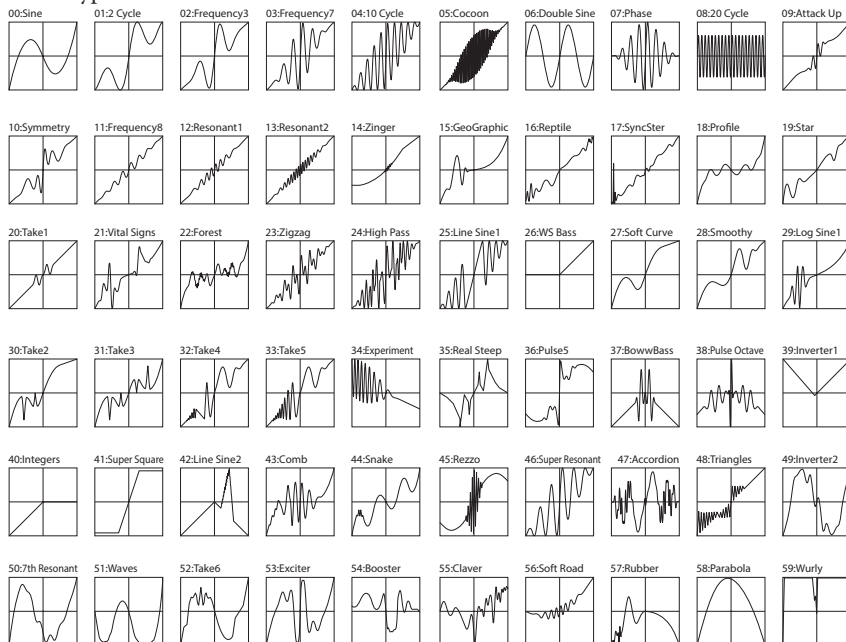 00:Sine 01:2 Cycle 02:Frequency3 03:Frequency7 04:10 Cycle 05:Cocoon 06:Double Sine 07:Phase 08:20 Cycle 09:Attack Up
10:Symmetry 11:Frequency8 12:Resonant1 13:Resonant2 14:Zinger 15:GeoGraphic 16:Reptile 17:SyncSter 18:Profile 19:Star
20:Take1 21:Vital Signs 22:Forest 23:Zigzag 24:High Pass 25:Line Sine1 26:WS Bass 27:Soft Curve 28:Smoothy 29:Log Sine1
30:Take2 31:Take3 32:Take4 33:Take5 34:Experiment 35:Real Steep 36:Pulse5 37:BowwBass 38:Pulse Octave 39:Inverter1
40:Integers 41:Super Square 42:Line Sine2 43:Comb 44:Snake 45:Rezzo 46:Super Resonant 47:Accordion 48:Triangles 49:Inverter2
50:7th Resonant 51:Waves 52:Take6 53:Exciter 54:Booster 55:Claver 56:Soft Road 57:Rubber 58:Parabola 59:Wurly